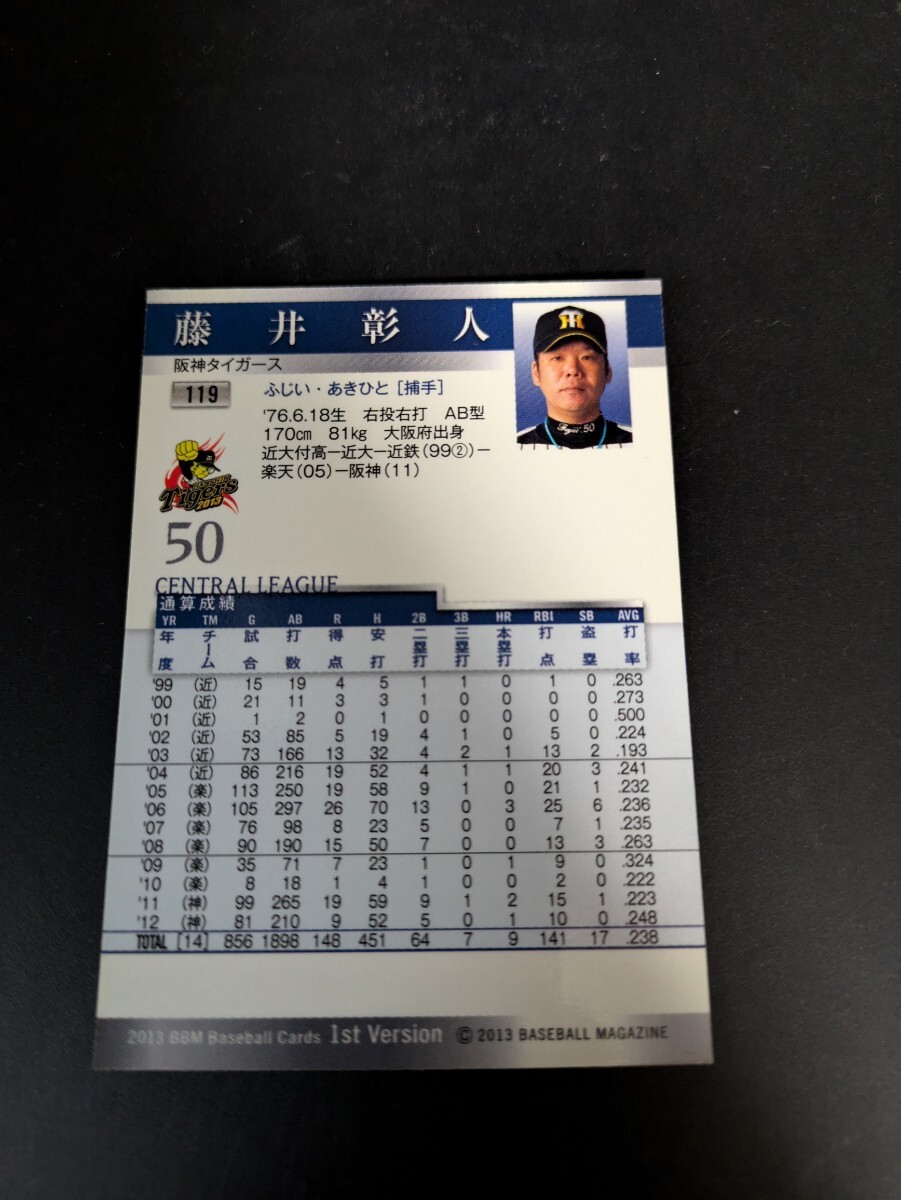 藤井彰人
阪神タイガース
119
ふじい・あきひと [捕手]
'76.6.18生 右投右打 AB型
170cm 81kg 大阪府出身
近大付高ー近大ー近鉄(99②)ー
楽天(05)ー阪神(11)
Tigers
2013
50
CENTRAL LEAGUE
通算成績
YR TM G AB R H 2B 3B HR RBI SB AVG
年度 チーム 試合 打数 得点 安打 二塁打 三塁打 本塁打 打点 盗塁 打率
'99 (近) 15 19 4 5 1 1 0 1 0 .263
'00 (近) 21 11 3 3 1 0 0 0 0 .273
'01 (近) 1 2 0 1 0 0 0 0 0 .500
'02 (近) 53 85 5 19 4 1 0 5 0 .224
'03 (近) 73 166 13 32 4 2 1 13 2 .193
'04 (近) 86 216 19 52 4 1 1 20 3 .241
'05 (楽) 113 250 19 58 9 1 0 21 1 .232
'06 (楽) 105 297 26 70 13 0 3 25 6 .236
'07 (楽) 76 98 8 23 5 0 0 7 1 .235
'08 (楽) 90 190 15 50 7 0 0 13 3 .263
'09 (楽) 35 71 7 23 1 0 1 9 0 .324
'10 (楽) 8 18 1 4 1 0 0 2 0 .222
'11 (神) 99 265 19 59 9 1 2 15 1 .223
'12 (神) 81 210 9 52 5 0 1 10 0 .248
TOTAL [14] 856 1898 148 451 64 7 9 141 17 .238
2013 BBM Baseball Cards 1st Version © 2013 BASEBALL MAGAZINE